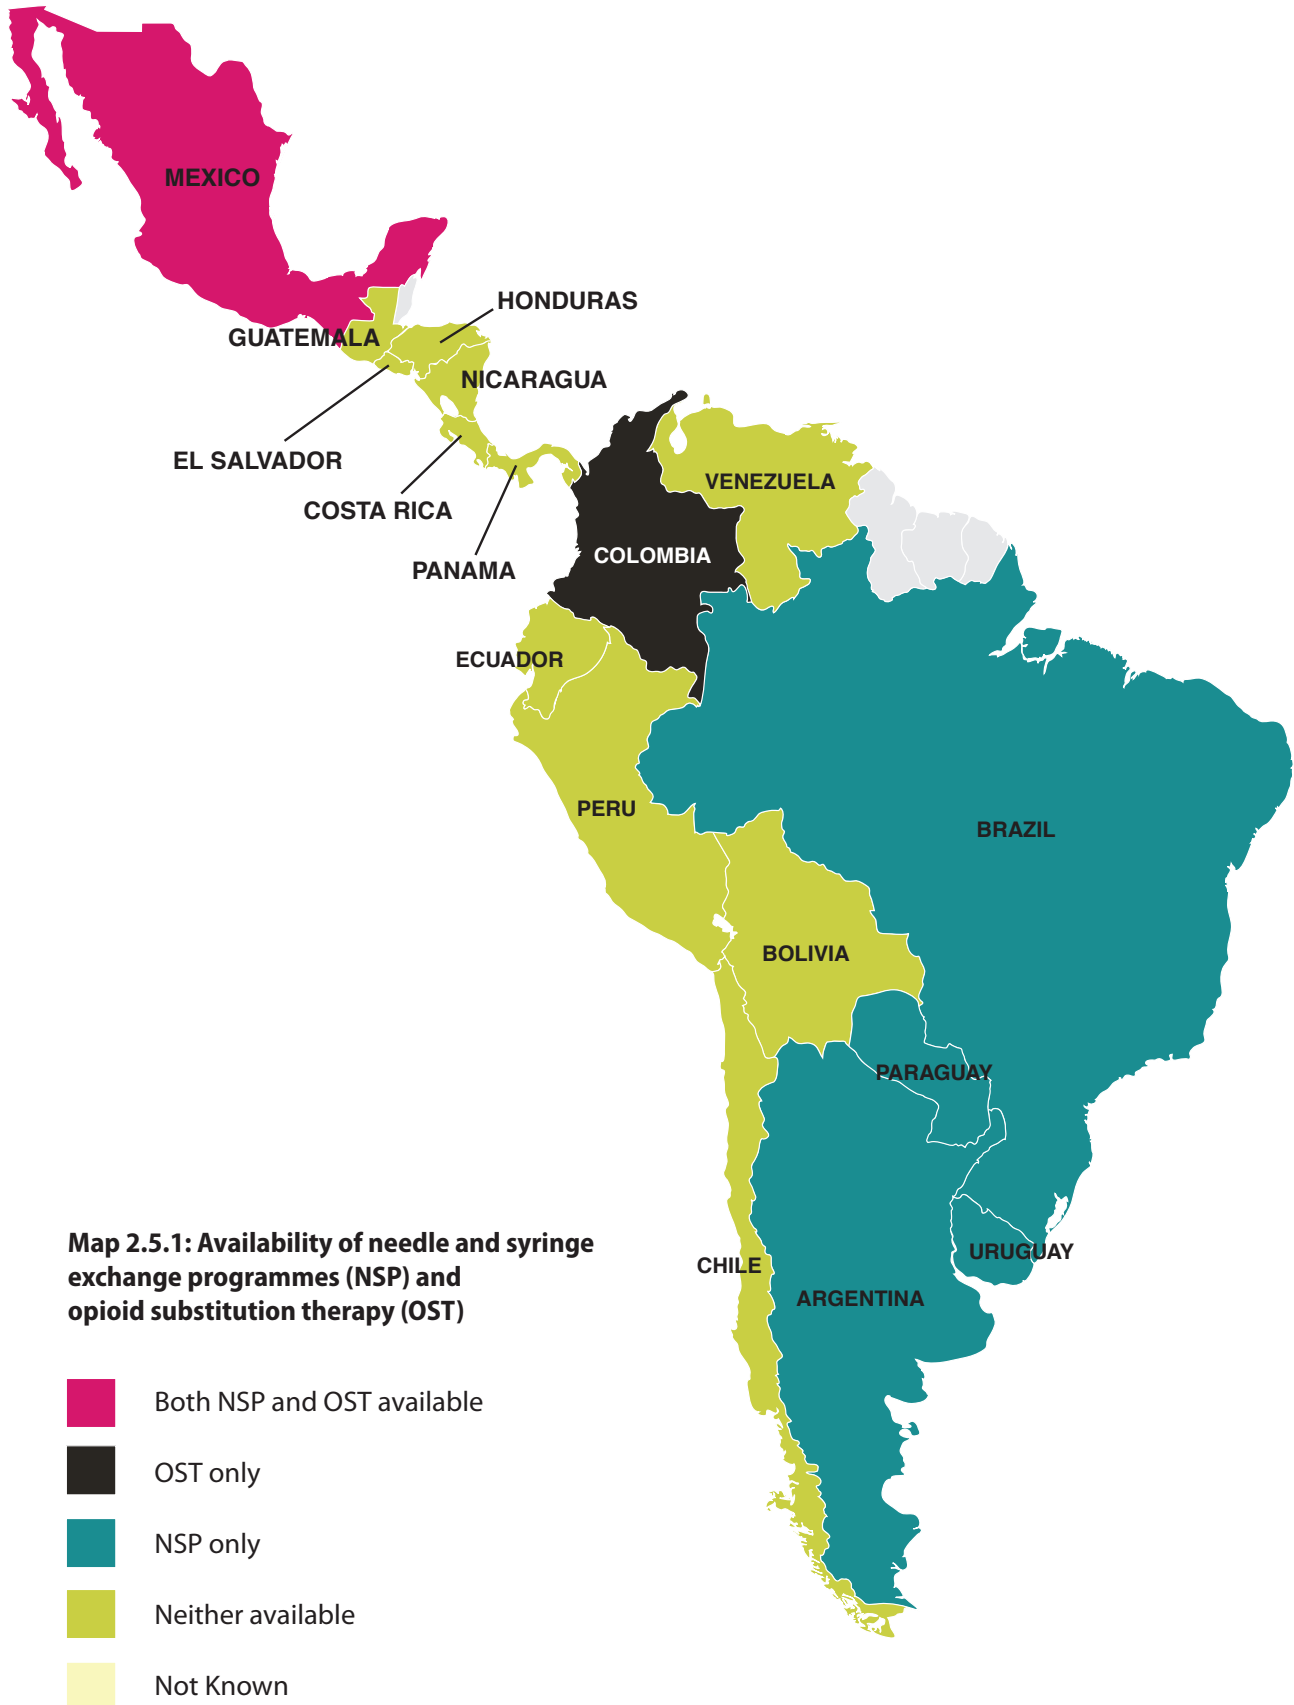 MEXICO
HONDURAS
GUATEMALA
NICARAGUA
EL SALVADOR
COSTA RICA
VENEZUELA
COLOMBIA
PANAMA
ECUADOR
PERU
BRAZIL
BOLIVIA
PARAGUAY
URUGUAY
CHILE
ARGENTINA
Map 2.5.1: Availability of needle and syringe
exchange programmes (NSP) and
opioid substitution therapy (OST)
Both NSP and OST available
OST only
NSP only
Neither available
Not Known